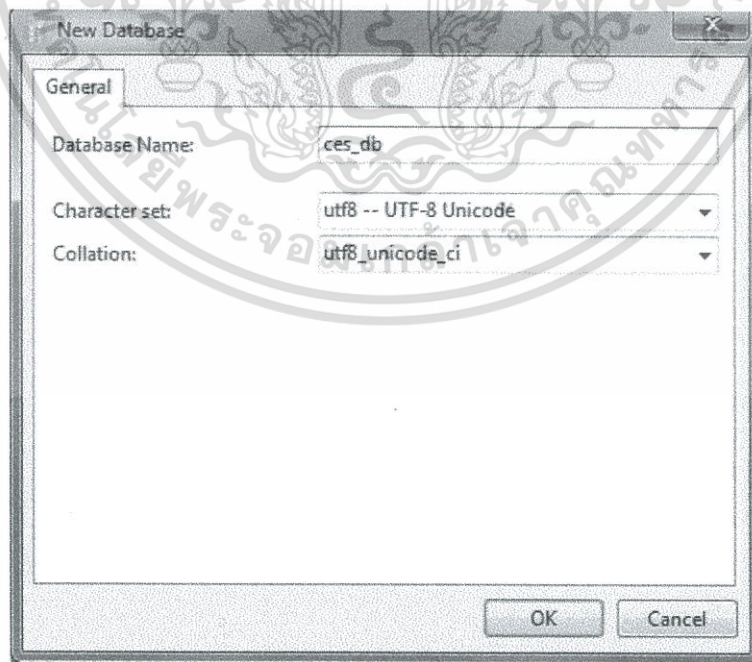 New Database
General
Database Name: ces_db
Character set: utf8 -- UTF-8 Unicode
Collation: utf8_unicode_ci
OK Cancel